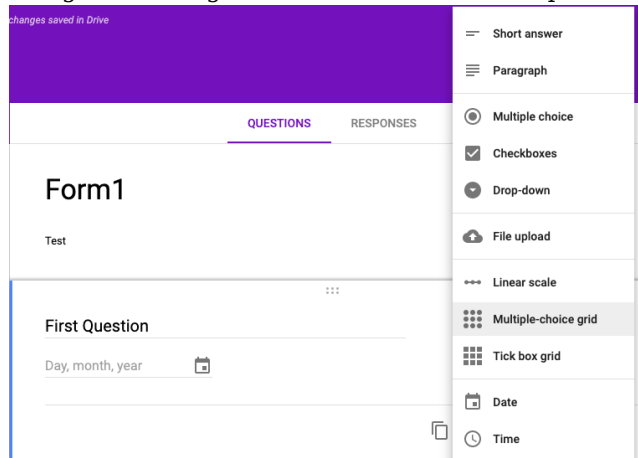 changes saved in Drive
QUESTIONS RESPONSES
Form1
Test
First Question
Day, month, year
Short answer
Paragraph
Multiple choice
Checkboxes
Drop-down
File upload
Linear scale
Multiple-choice grid
Tick box grid
Date
Time